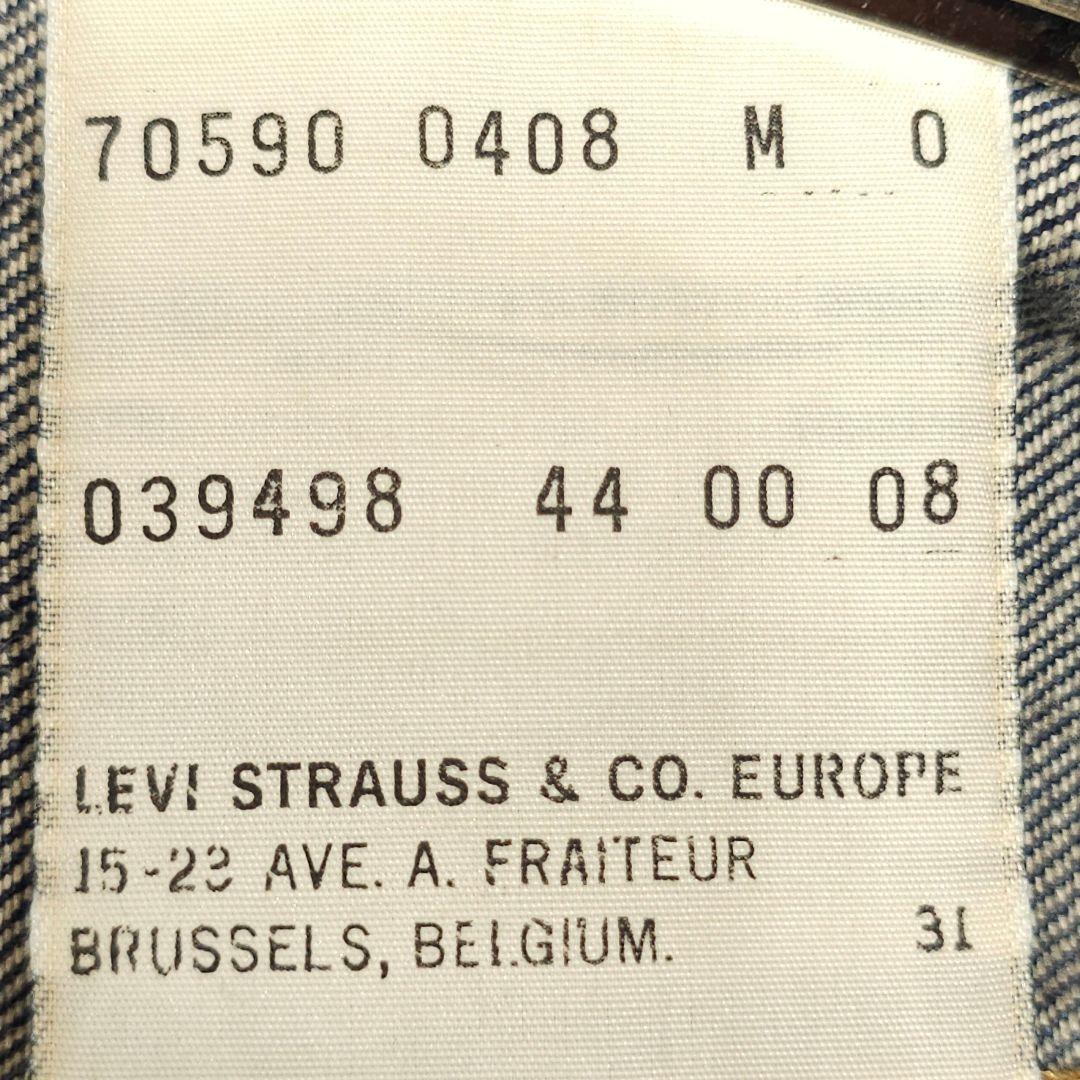 70590 0408 M 0
039498 44 00 08
LEVI STRAUSS & CO. EUROPE
15-23 AVE. A. FRAITEUR
BRUSSELS, BELGIUM. 31